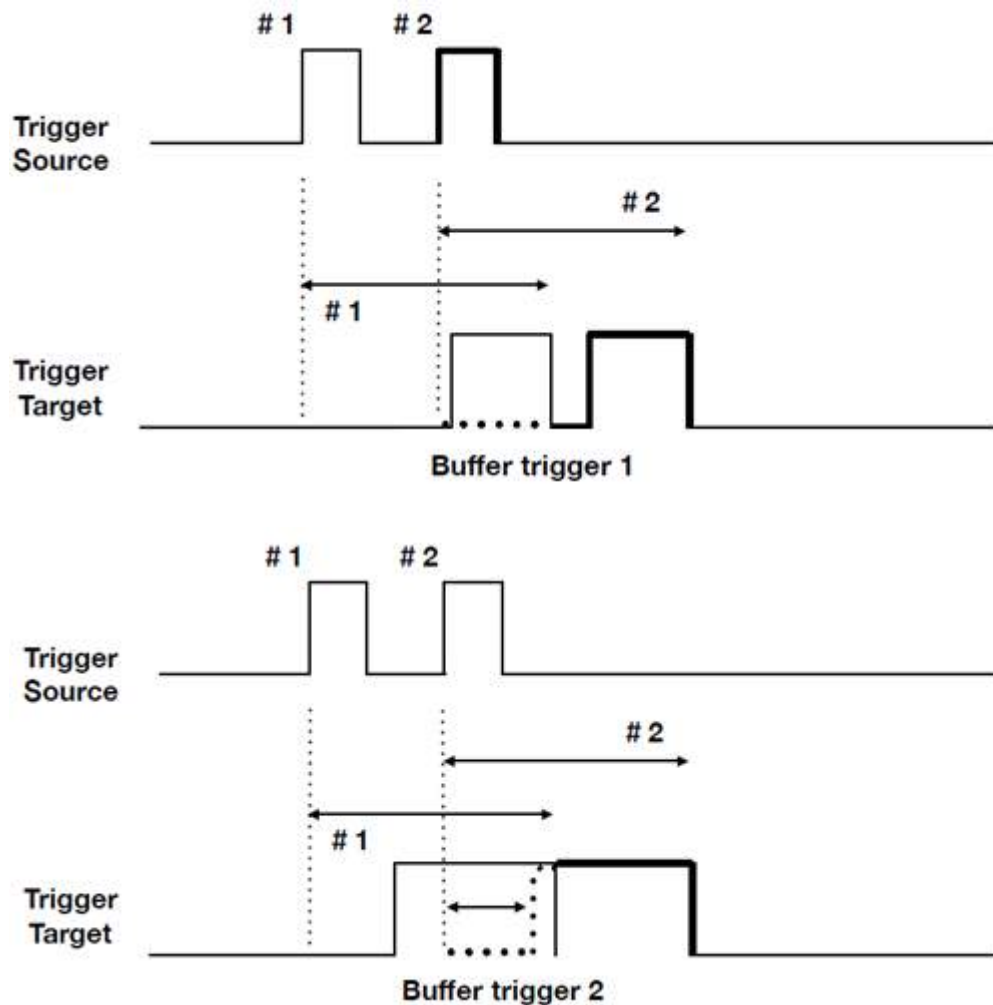 # 1
# 2
Trigger
Source
# 2
# 1
Trigger
Target
Buffer trigger 1
# 1
# 2
Trigger
Source
# 2
# 1
Trigger
Target
Buffer trigger 2